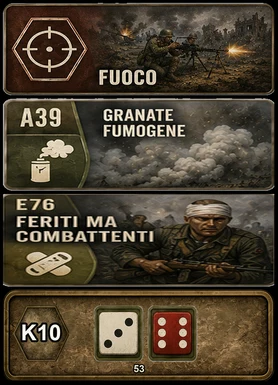 FUOCO
A39
GRANATE
FUMOGENE
E76
FERITI MA
COMBATTENTI
K10
53